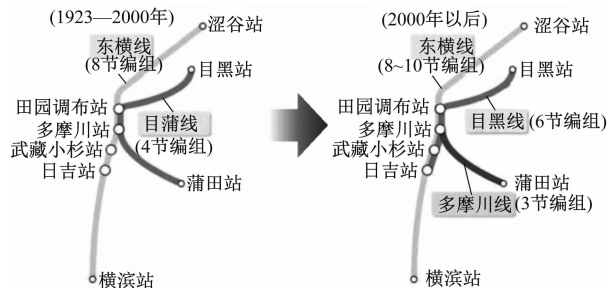 (1923—2000年)
涩谷站
东横线
(8节编组)
目黑站
田园调布站
目蒲线
多摩川站
(4节编组)
武藏小杉站
日吉站
蒲田站
横滨站
(2000年以后)
涩谷站
东横线
(8~10节编组)
目黑站
田园调布站
目黑线(6节编组)
多摩川站
武藏小杉站
日吉站
蒲田站
多摩川线(3节编组)
横滨站